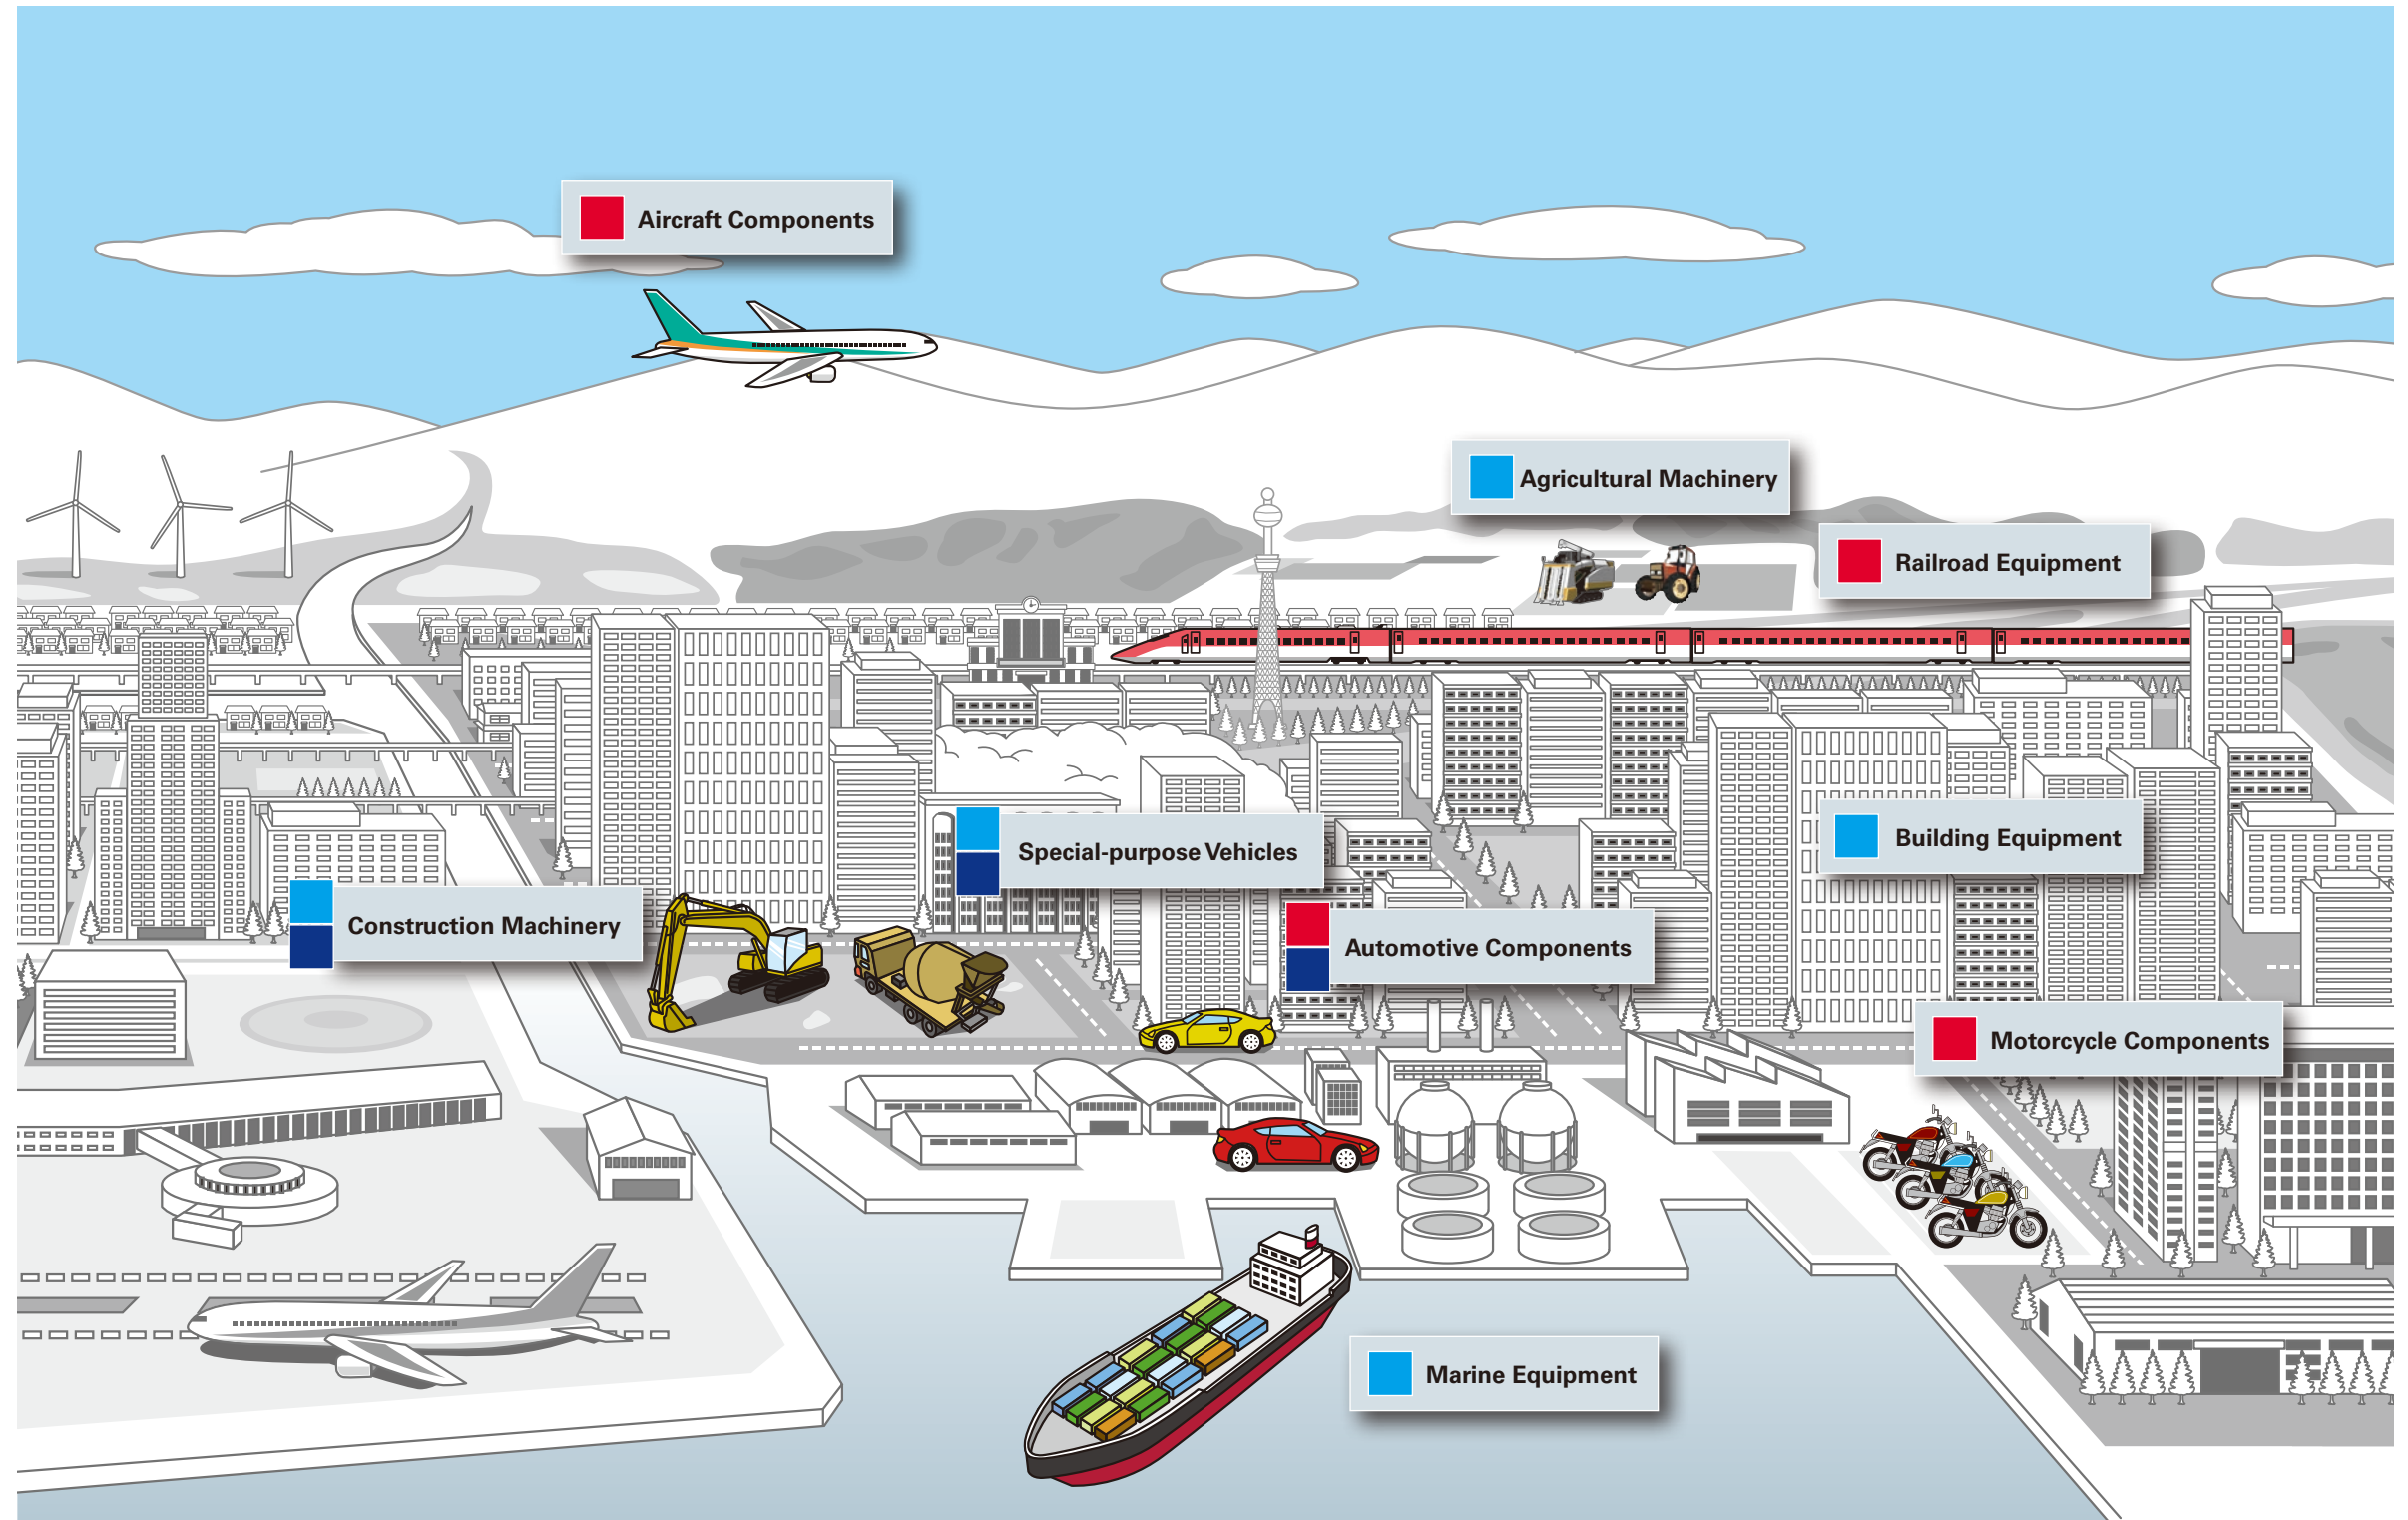 Aircraft Components
Agricultural Machinery
Railroad Equipment
Special-purpose Vehicles
Building Equipment
Construction Machinery
Automotive Components
Motorcycle Components
Marine Equipment